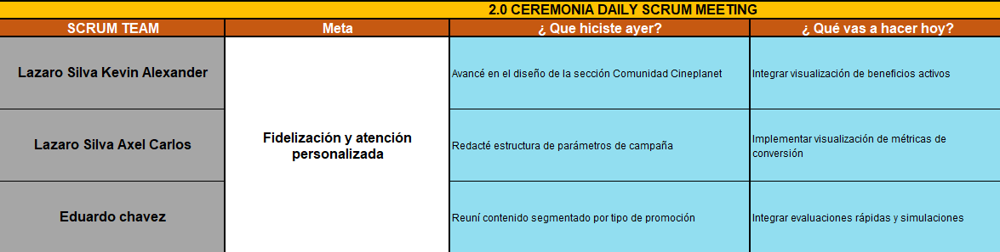 2.0 CEREMONIA DAILY SCRUM MEETING
SCRUM TEAM Meta ¿ Que hiciste ayer? ¿ Qué vas a hacer hoy?
Lazaro Silva Kevin Alexander
Avancé en el diseño de la sección Comunidad Cineplanet
Integrar visualización de beneficios activos
Lazaro Silva Axel Carlos
Fidelización y atención
personalizada
Redacté estructura de parámetros de campaña
Implementar visualización de métricas de
conversión
Eduardo chavez
Reuní contenido segmentado por tipo de promoción
Integrar evaluaciones rápidas y simulaciones